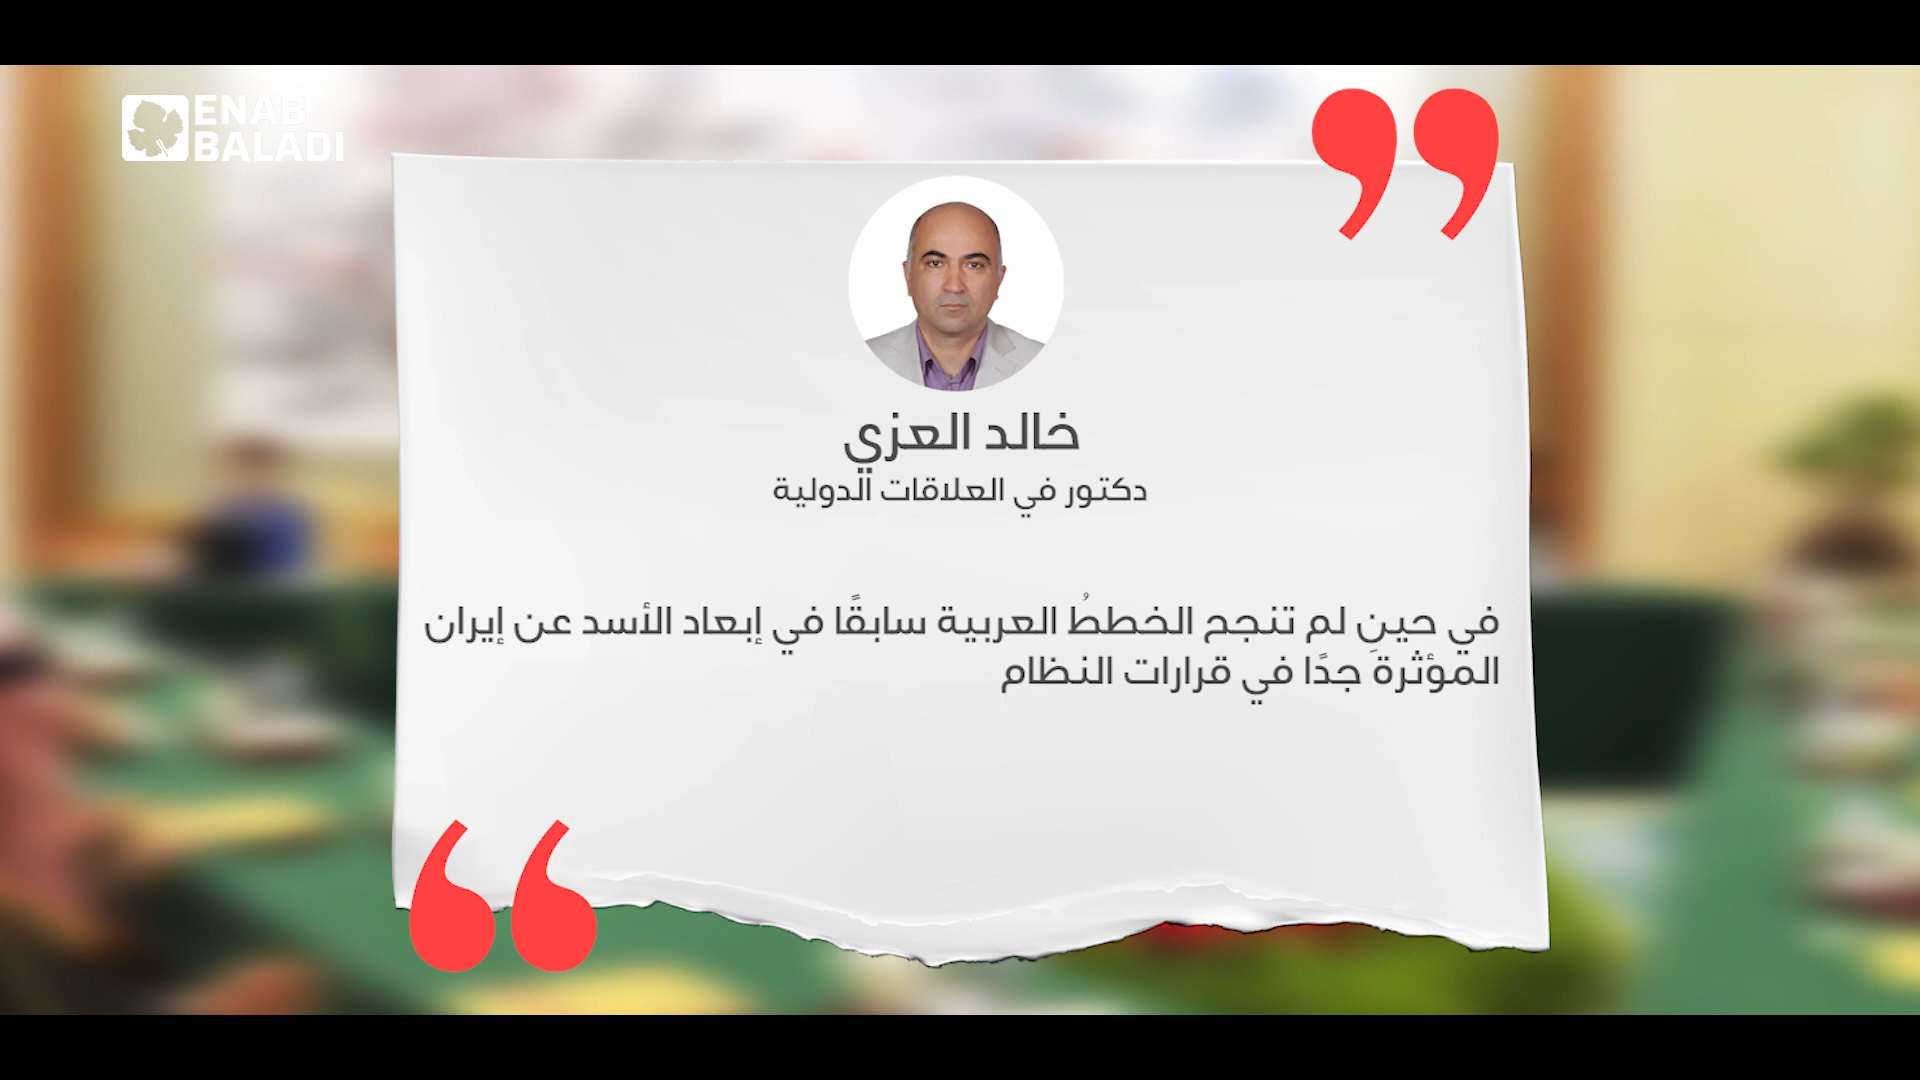 ENAB
BALADI
خالد العزي
دكتور في العلاقات الدولية
في حينِ لم تنجح الخططُ العربية سابقًا في إبعاد الأسد عن إيران
المؤثرة جدًا في قرارات النظام